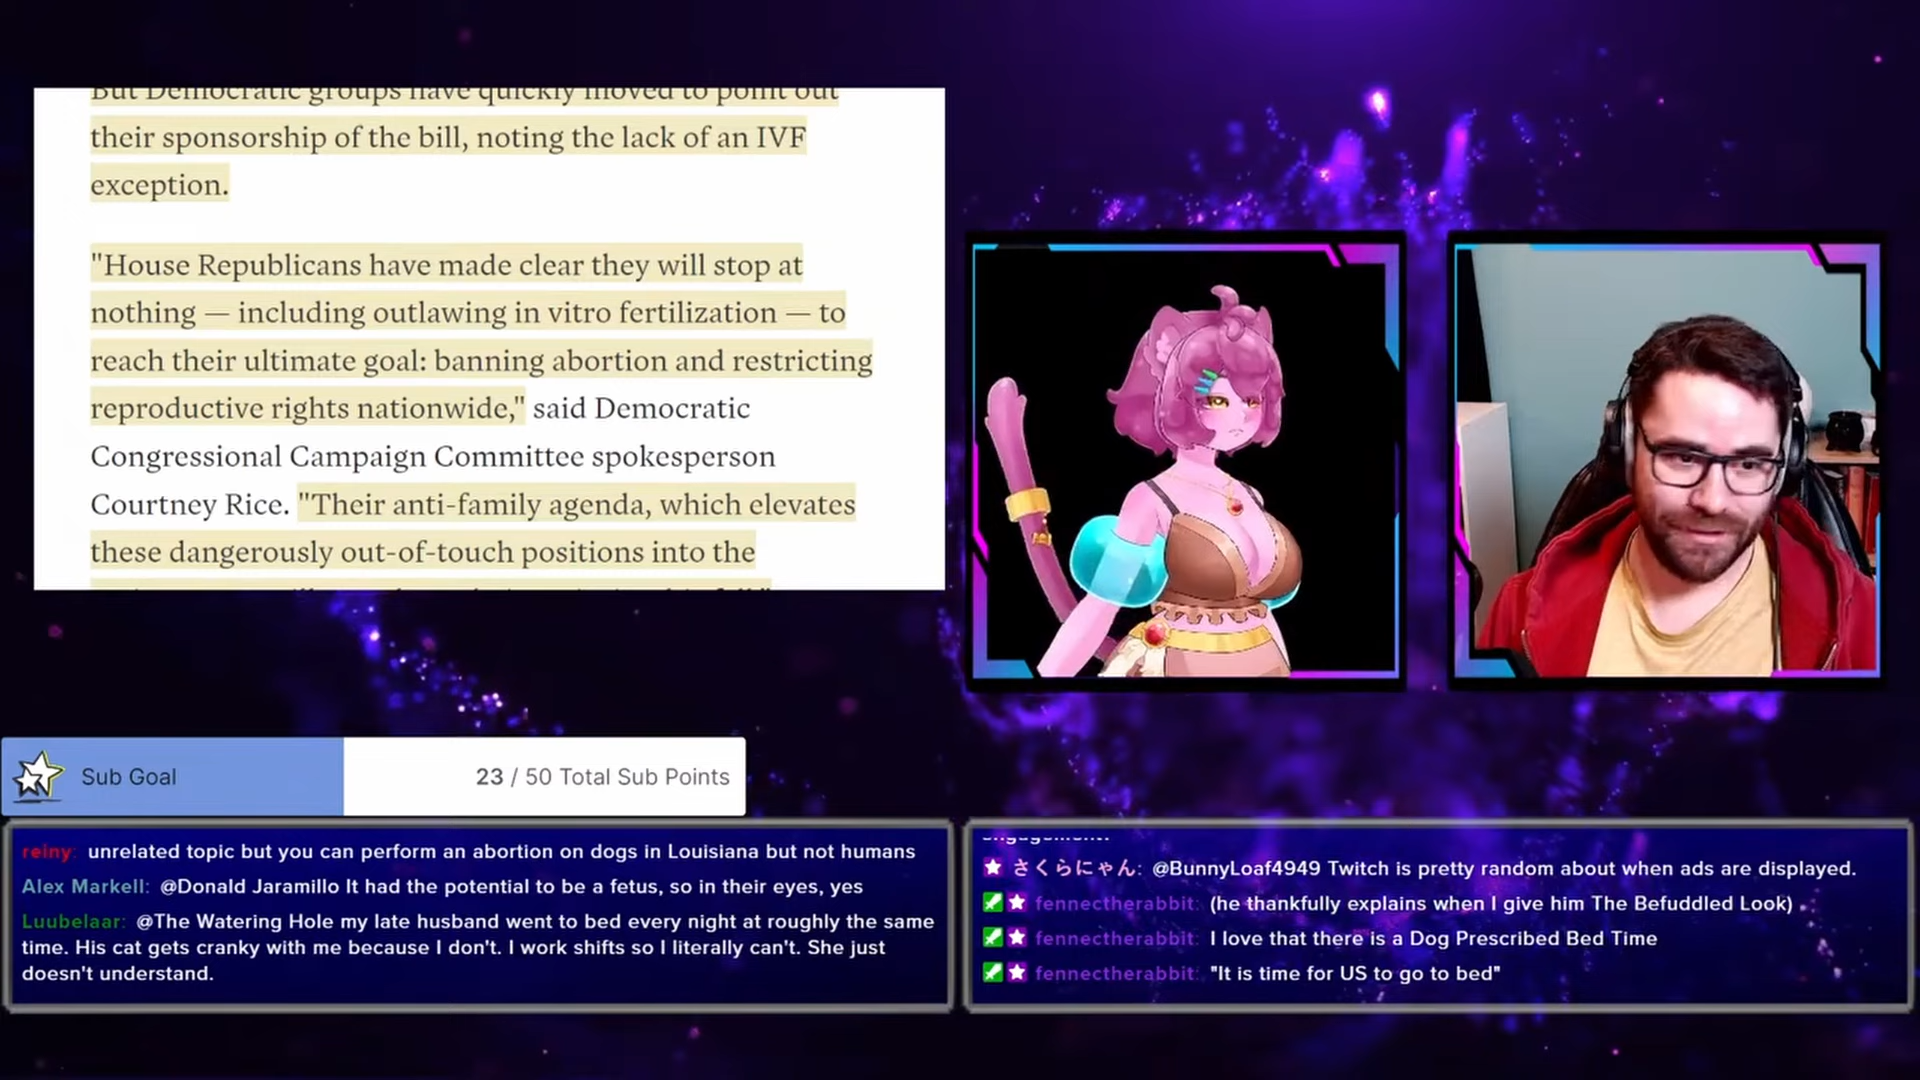 But Democratic groups have quickly moved to point out
their sponsorship of the bill, noting the lack of an IVF
exception.
"House Republicans have made clear they will stop at
nothing — including outlawing in vitro fertilization — to
reach their ultimate goal: banning abortion and restricting
reproductive rights nationwide," said Democratic
Congressional Campaign Committee spokesperson
Courtney Rice. "Their anti-family agenda, which elevates
these dangerously out-of-touch positions into the
Sub Goal
23 / 50 Total Sub Points
reiny: unrelated topic but you can perform an abortion on dogs in Louisiana but not humans
Alex Markell: @Donald Jaramillo It had the potential to be a fetus, so in their eyes, yes
Luubelaar: @The Watering Hole my late husband went to bed every night at roughly the same
time. His cat gets cranky with me because I don't. I work shifts so I literally can't. She just
doesn't understand.
さくらにゃん: @BunnyLoaf4949 Twitch is pretty random about when ads are displayed.
fennectherabbit: (he thankfully explains when I give him The Befuddled Look)
fennectherabbit: I love that there is a Dog Prescribed Bed Time
fennectherabbit: "It is time for US to go to bed"